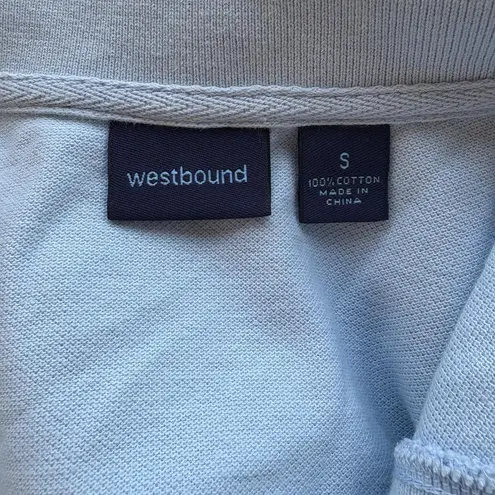 westbound
S
100% COTTON
MADE IN
CHINA